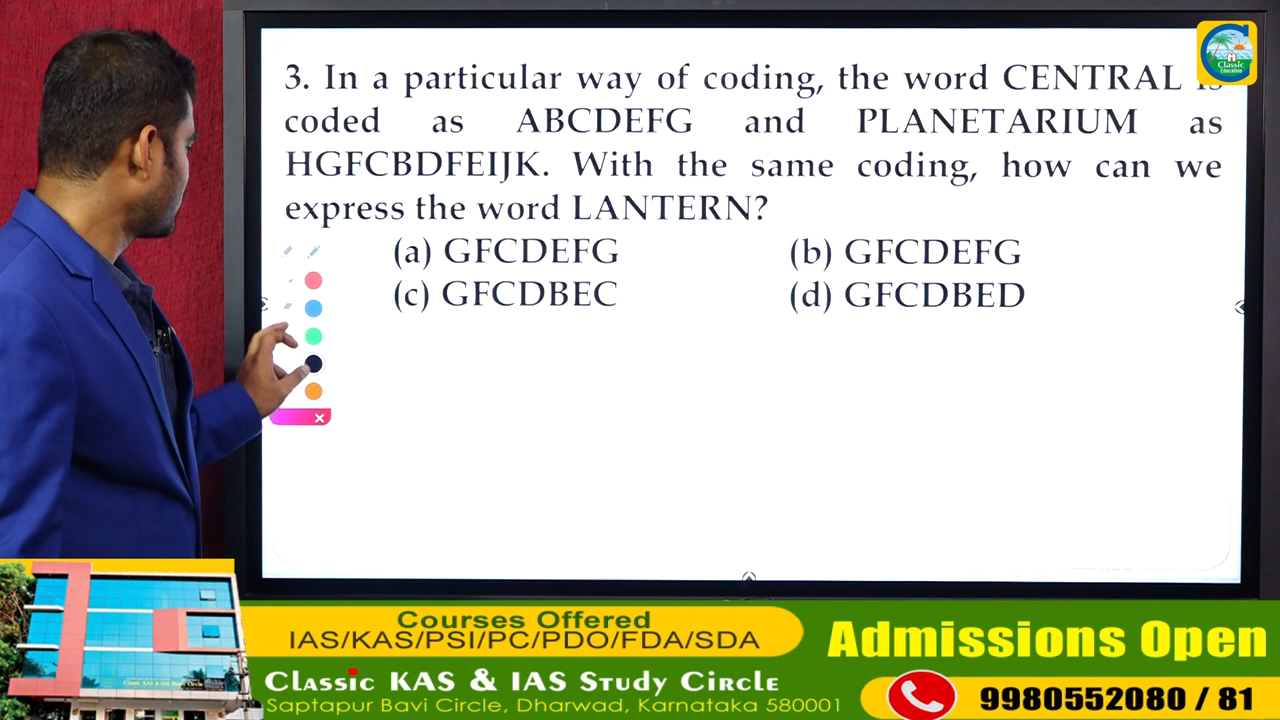 3. In a particular way of coding, the word CENTRAL is
coded as ABCDEFG and PLANETARIUM as
HGFCBDFEIJK. With the same coding, how can we
express the word LANTERN?
(a) GFCDEFG (b) GFCDEFG
(c) GFCDBEC (d) GFCDBED
Classic
Education
Courses Offered
IAS/KAS/PSI/PC/PDO/FDA/SDA
Classic KAS & IAS Study Circle
Saptapur Bavi Circle, Dharwad, Karnataka 580001
Admissions Open
9980552080 / 81